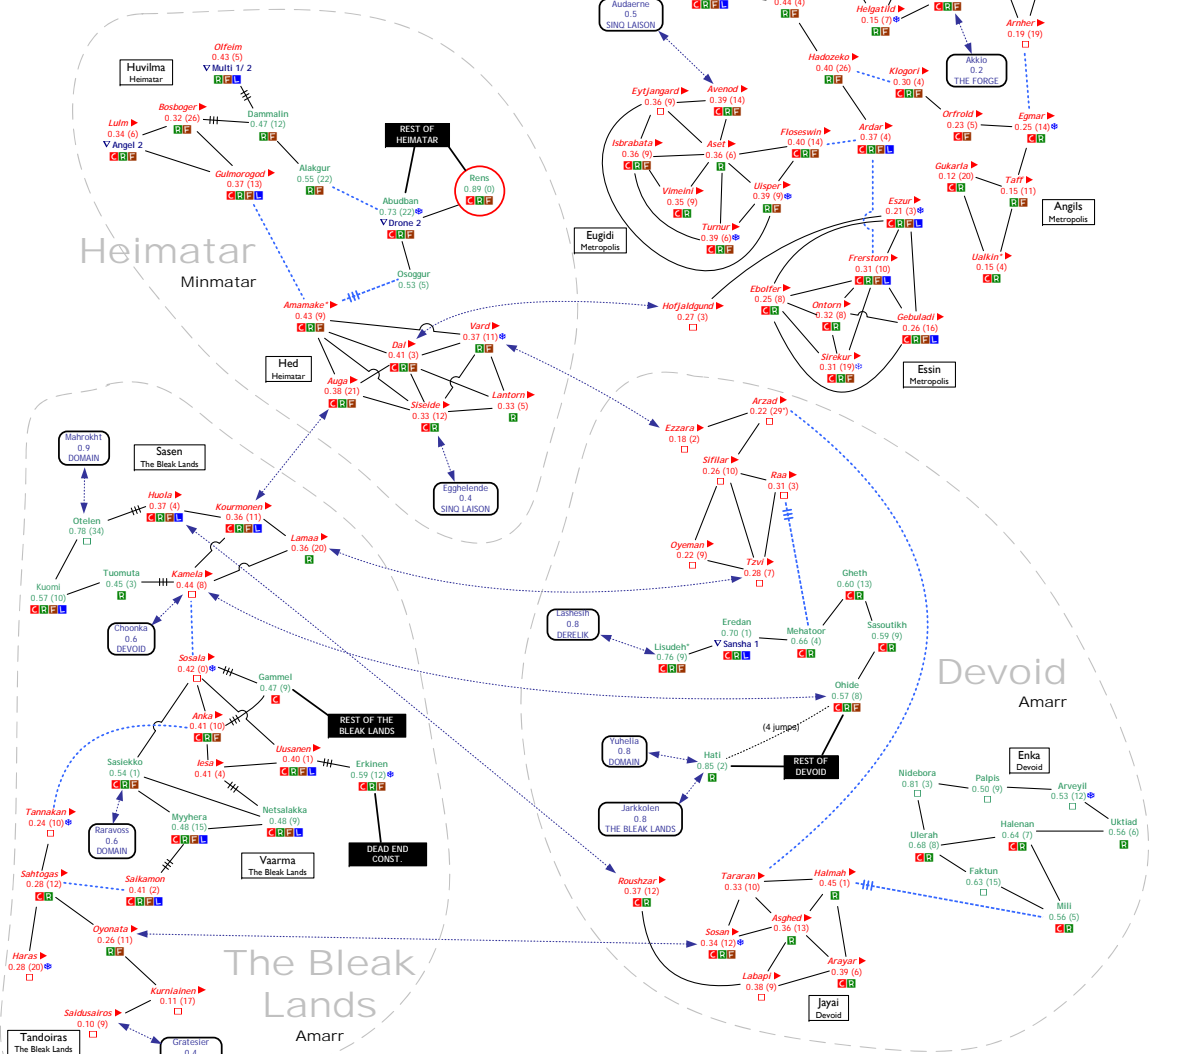 Audaerne
0.5
SINQ LAISON
C R F L
0.44 (4)
R F
Helgatild
0.15 (7)
R F
C R F
Arnher
0.19 (19)
Akkio
0.2
THE FORGE
Olfeim
0.43 (5)
Multi 1/ 2
R F L
Huvilma
Heimatar
Bosboger
0.32 (26)
R F
Dammalin
0.47 (12)
R F
Lulm
0.34 (6)
Angel 2
C R F
Gulmorogod
0.37 (13)
C R F L
Alakgur
0.55 (22)
R F
REST OF
HEIMATAR
Rens
0.89 (0)
C R F
Abudban
0.73 (22)
Drone 2
C R F
Osoggur
0.53 (5)
Heimatar
Minmatar
Hadozeko
0.40 (26)
R F
Klogori
0.30 (4)
C R F
Orfrold
0.23 (5)
C F
Egmar
0.25 (14)
C R
Eytjangard
0.36 (9)
Avenod
0.39 (14)
C R F
Isbrabata
0.36 (9)
C R F
Aset
0.36 (6)
R
Floseswin
0.40 (14)
C R F
Ardar
0.37 (4)
C R F L
Vimeini
0.35 (9)
C R
Uisper
0.39 (9)
R F
Turnur
0.39 (6)
C R F
Eugidi
Metropolis
Gukarla
0.12 (20)
C R
Taff
0.15 (11)
R F
Angils
Metropolis
Ualkin*
0.15 (4)
C R
Eszur
0.21 (3)
C R F L
Frerstorn
0.31 (10)
C R F L
Ebolfer
0.25 (8)
C R
Ontorn
0.32 (8)
C R
Gebuladi
0.26 (16)
C R F L
Sirekur
0.31 (19)
C R F
Essin
Metropolis
Hofjaldgund
0.27 (3)
Amamake*
0.43 (9)
C R F
Hed
Heimatar
Dal
0.41 (3)
C R F
Vard
0.37 (11)
R F
Auga
0.38 (21)
C R F
Siseide
0.33 (12)
C R
Lantorn
0.33 (5)
R
Egghelende
0.4
SINQ LAISON
Mahrokht
0.9
DOMAIN
Sasen
The Bleak Lands
Huola
0.37 (4)
C R F L
Kourmonen
0.36 (11)
C R F L
Otelen
0.78 (34)
Lamaa
0.36 (20)
R
Kuomi
0.57 (10)
C R F L
Tuomuta
0.45 (3)
R
Kamela
0.44 (8)
Choonka
0.6
DEVOID
Arzad
0.22 (29*)
Ezzara
0.18 (2)
Sifilar
0.26 (10)
Raa
0.31 (3)
Oyeman
0.22 (9)
Tzvi
0.28 (7)
Gheth
0.60 (13)
C R
Sasoutikh
0.59 (9)
C R
Mehatoor
0.66 (4)
C R
Eredan
0.70 (1)
Sansha 1
C R L
Lisudeh*
0.76 (9)
C R F
Lashesih
0.8
DERELIK
Ohide
0.57 (8)
C R F
(4 jumps)
Devoid
Amarr
Yuhelia
0.8
DOMAIN
Hati
0.85 (2)
R
REST OF
DEVOID
Jarkkolen
0.8
THE BLEAK LANDS
Sosala
0.42 (0)
Gammel
0.47 (9)
C
REST OF THE
BLEAK LANDS
Anka
0.41 (10)
C R F
Uusanen
0.40 (1)
C R F L
Iesa
0.41 (4)
Erkinen
0.59 (12)
C R F
Sasiekko
0.54 (1)
C R F
Tannakan
0.24 (10)
Raravoss
0.6
DOMAIN
Myyhera
0.48 (15)
C R F L
Netsalakka
0.48 (9)
C R F L
Vaarma
The Bleak Lands
DEAD END
CONST.
Sahtogas
0.28 (12)
C R
Saikamon
0.41 (2)
C R F L
Oyonata
0.26 (11)
R F
Haras
0.28 (20)
Kurniainen
0.11 (17)
Saidusairos
0.10 (9)
Tandoiras
The Bleak Lands
Gratesier
0.4
The Bleak
Lands
Amarr
Enka
Devoid
Nidebora
0.81 (3)
Palpis
0.50 (9)
Arveyil
0.53 (12)
Ulerah
0.68 (8)
C R
Halenan
0.64 (7)
C R
Uktiad
0.56 (6)
R
Faktun
0.63 (15)
Mili
0.56 (5)
C R
Roushzar
0.37 (12)
C R
Tararan
0.33 (10)
Halmah
0.45 (1)
R
Asghed
0.36 (13)
R
Sosan
0.34 (12)
C R F
Arayar
0.39 (6)
C R
Labapi
0.38 (9)
Jayai
Devoid